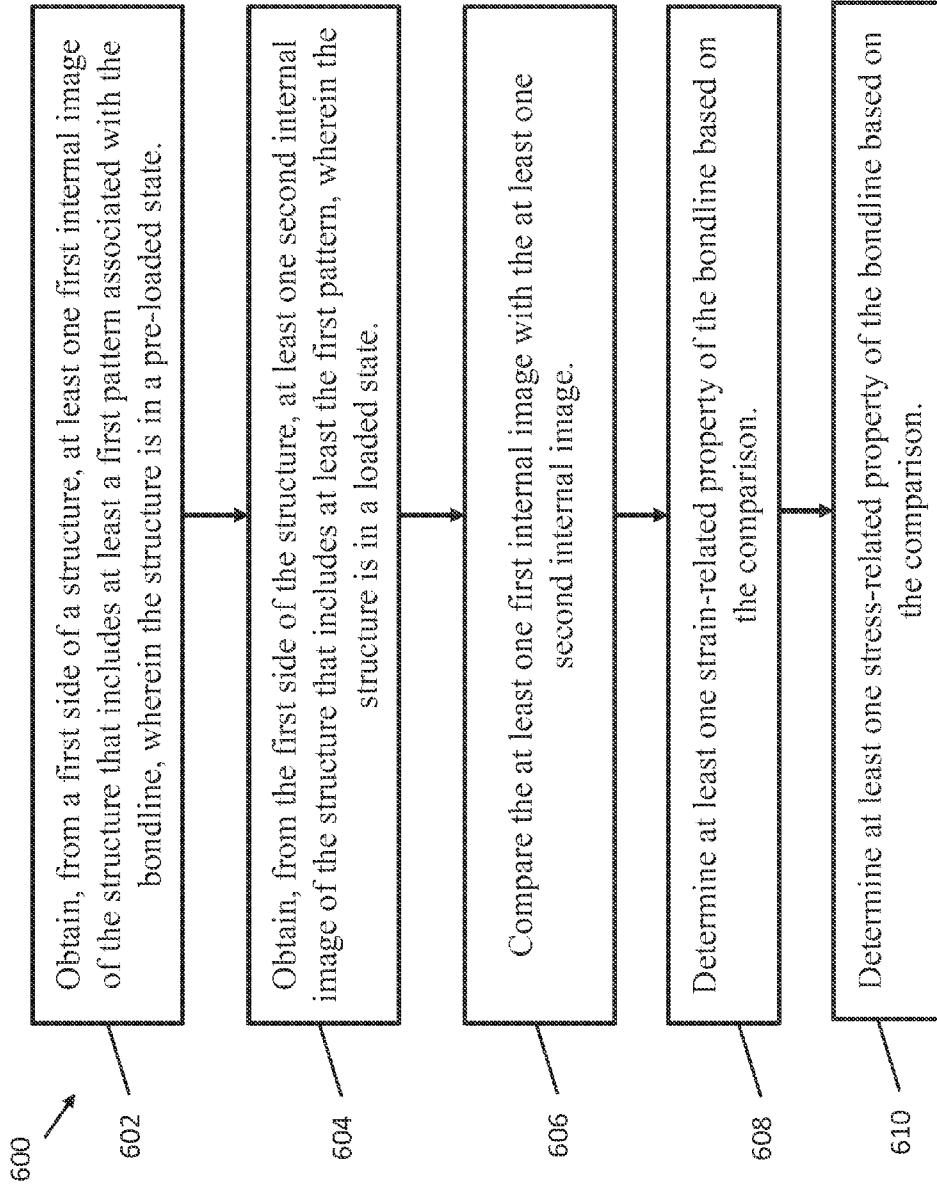 600
602
Obtain, from a first side of a structure, at least one first internal image
of the structure that includes at least a first pattern associated with the
bondline, wherein the structure is in a pre-loaded state.
604
Obtain, from the first side of the structure, at least one second internal
image of the structure that includes at least the first pattern, wherein the
structure is in a loaded state.
606
Compare the at least one first internal image with the at least one
second internal image.
608
Determine at least one strain-related property of the bondline based on
the comparison.
610
Determine at least one stress-related property of the bondline based on
the comparison.